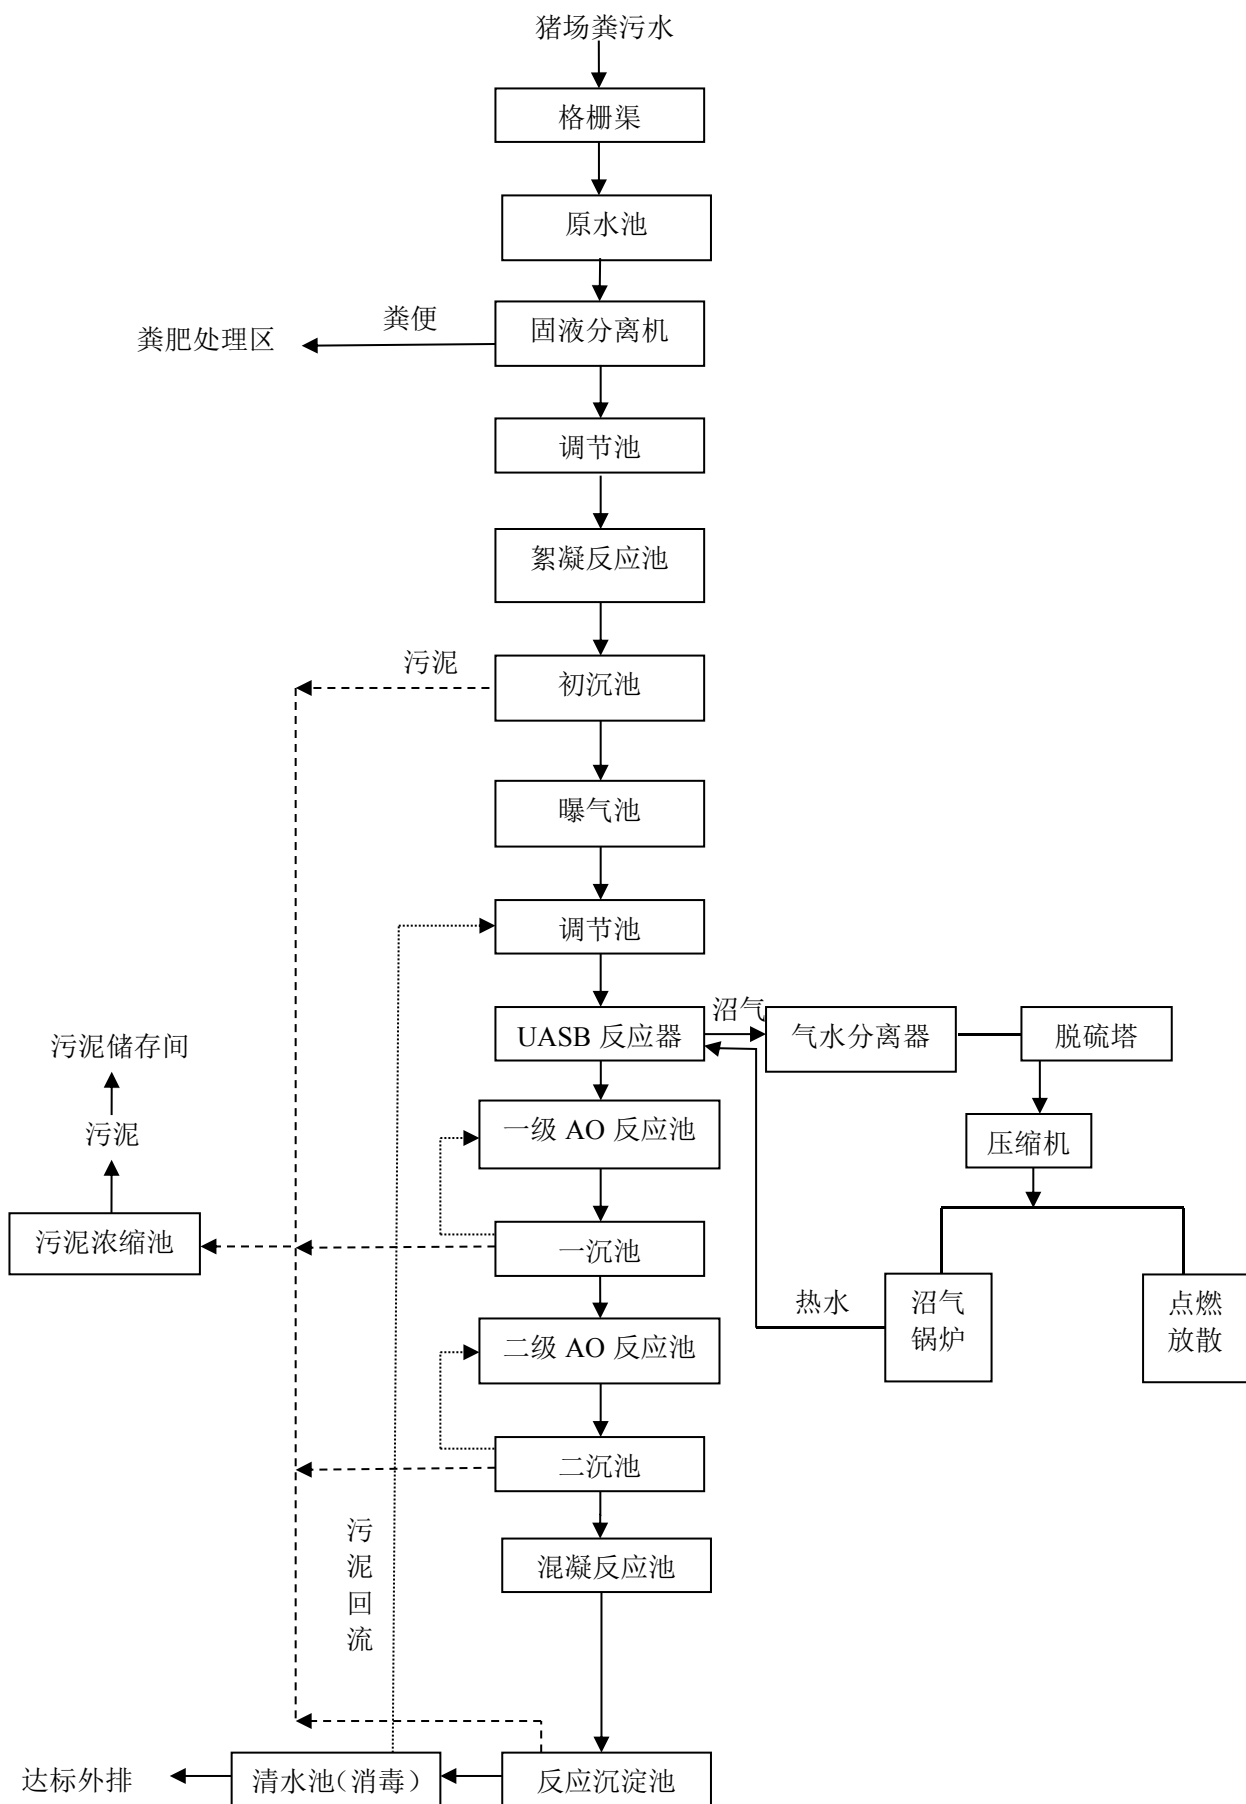 猪场粪污水
格栅渠
原水池
粪便
固液分离机
粪肥处理区
调节池
絮凝反应池
污泥
初沉池
曝气池
调节池
沼气
UASB 反应器
气水分离器
脱硫塔
污泥储存间
一级 AO 反应池
污泥
压缩机
污泥浓缩池
一沉池
热水
沼气
锅炉
点燃
放散
二级 AO 反应池
二沉池
污
泥
回
流
混凝反应池
达标外排
清水池（消毒）
反应沉淀池